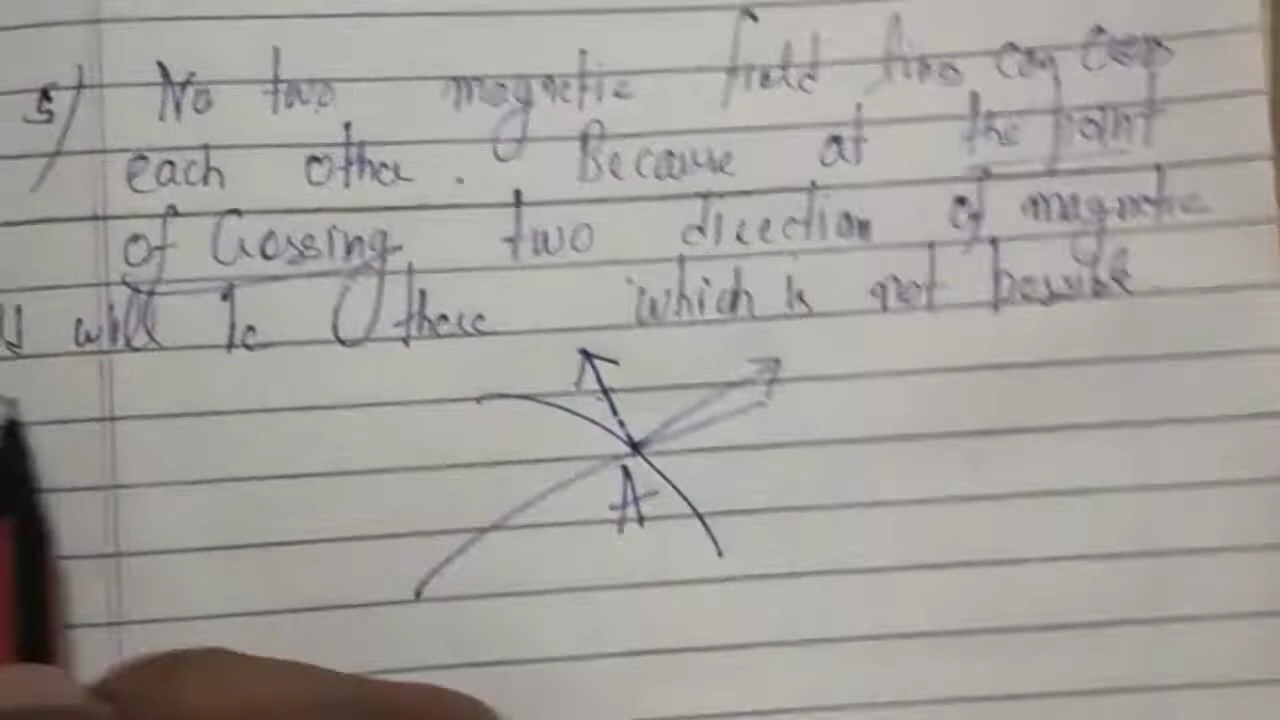 5) No two magnetic field lines can cross
each other. Because at the point
of Crossing two direction of magnetic
will be there which is not possible
A